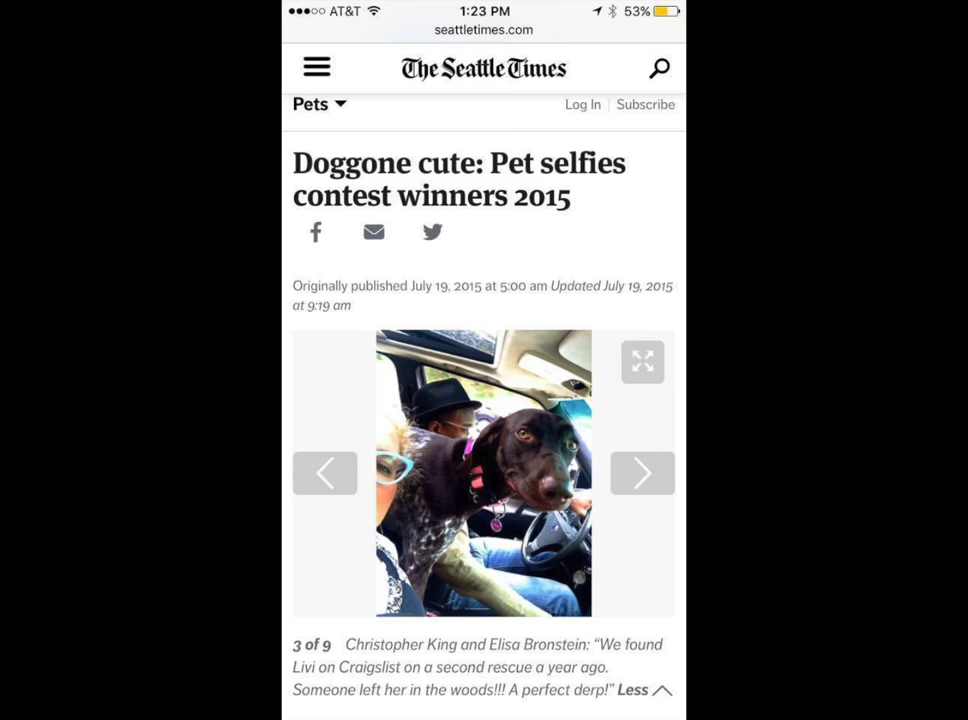 AT&T 1:23 PM 53%
seattletimes.com
The Seattle Times
Pets Log In | Subscribe
Doggone cute: Pet selfies
contest winners 2015
Originally published July 19, 2015 at 5:00 am Updated July 19, 2015
at 9:19 am
3 of 9 Christopher King and Elisa Bronstein: “We found
Livi on Craigslist on a second rescue a year ago.
Someone left her in the woods!!! A perfect derp!” Less